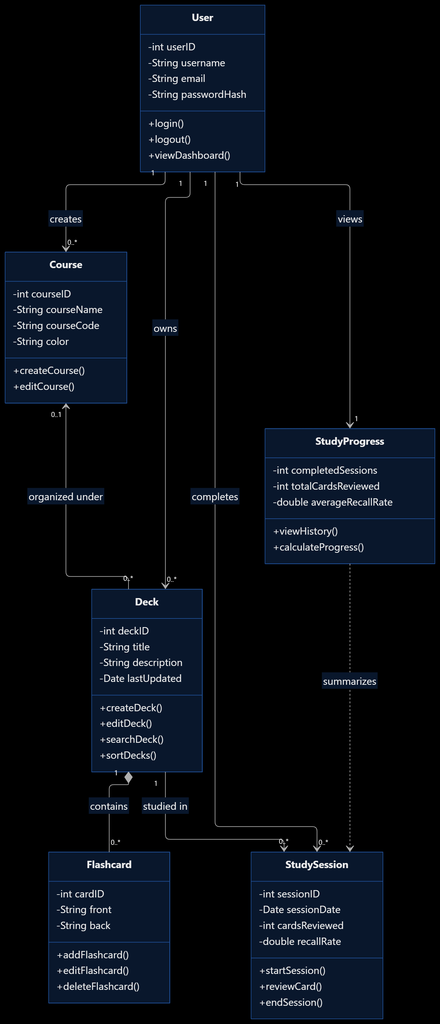 User
-int userID
-String username
-String email
-String passwordHash
+login()
+logout()
+viewDashboard()
1
1
1
1
creates
views
0..*
Course
-int courseID
-String courseName
-String courseCode
-String color
+createCourse()
+editCourse()
owns
0..1
1
StudyProgress
-int completedSessions
-int totalCardsReviewed
-double averageRecallRate
+viewHistory()
+calculateProgress()
organized under
completes
0..*
0..*
Deck
-int deckID
-String title
-String description
-Date lastUpdated
+createDeck()
+editDeck()
+searchDeck()
+sortDecks()
summarizes
1
1
contains
studied in
0..*
0..*
0..*
Flashcard
-int cardID
-String front
-String back
+addFlashcard()
+editFlashcard()
+deleteFlashcard()
StudySession
-int sessionID
-Date sessionDate
-int cardsReviewed
-double recallRate
+startSession()
+reviewCard()
+endSession()